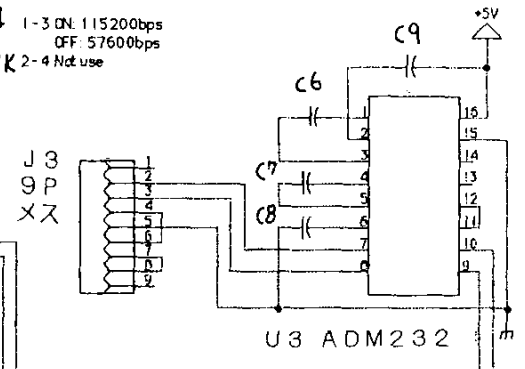 1-3 ON: 115200bps
OFF: 57600bps
K 2-4 Not use
+5V
C9
C6
1
16
2
15
3
14
C7
4
13
5
12
C8
6
11
7
10
8
9
J3
9P
メス
1
2
3
4
5
6
7
8
9
U3 ADM232